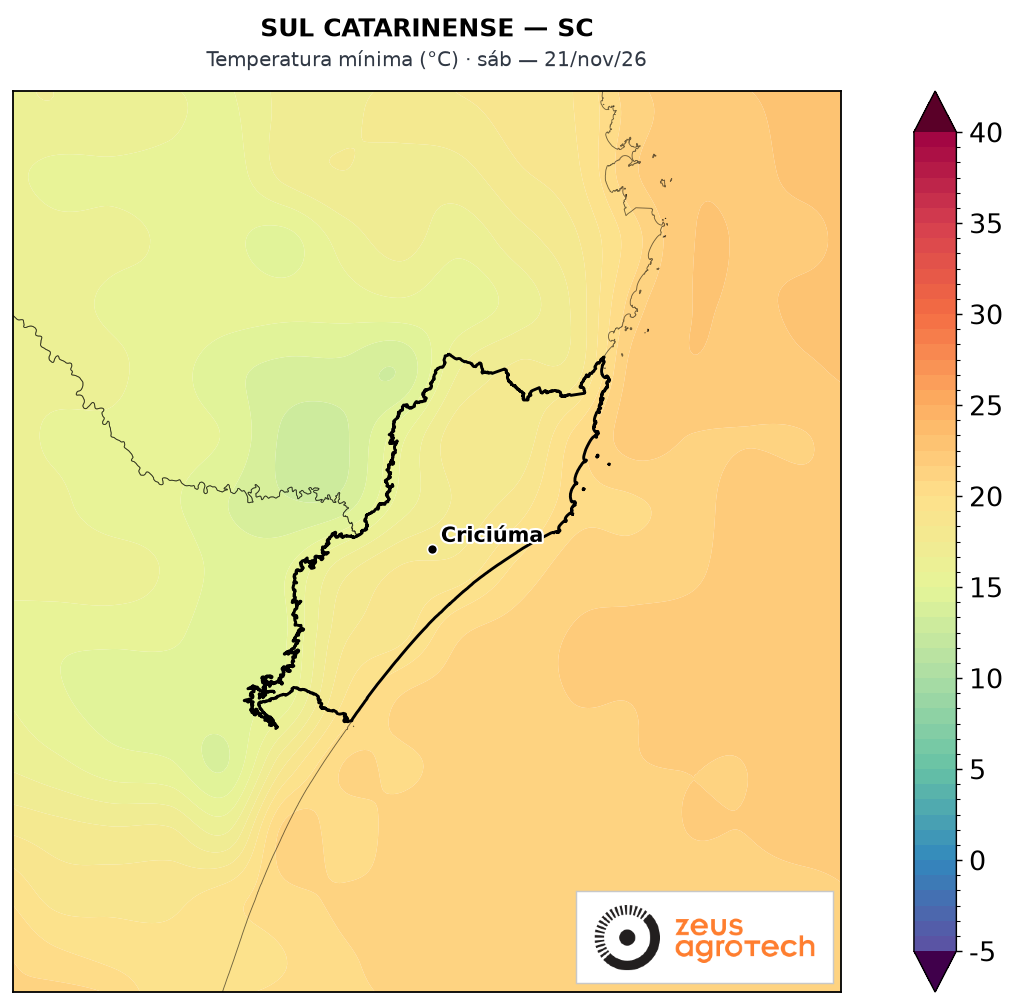 SUL CATARINENSE — SC
Temperatura mínima (°C) · sáb — 21/nov/26
40
35
30
25
20
15
10
5
0
-5
Criciúma
zeus
agrotech